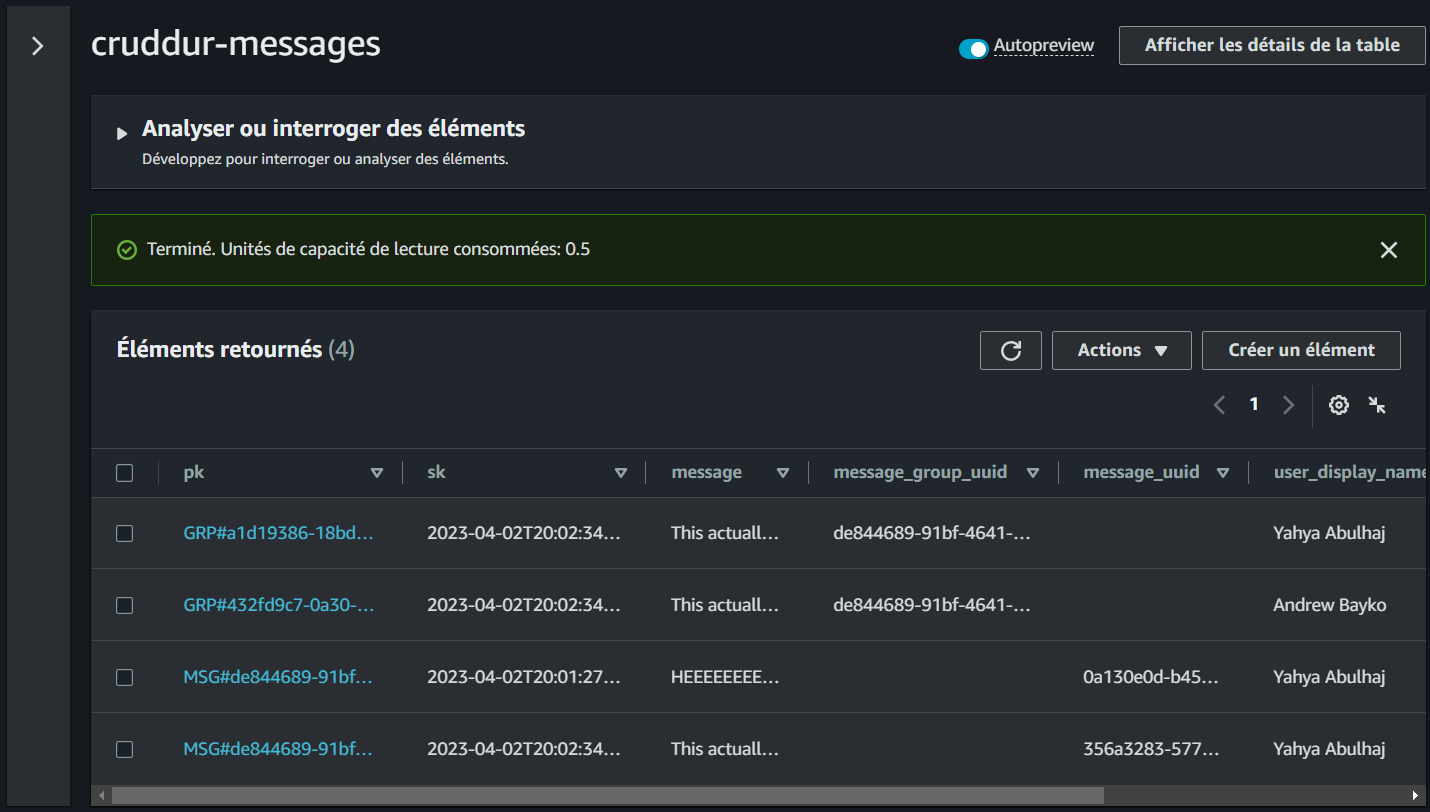 cruddur-messages
Autopreview
Afficher les détails de la table
Analyser ou interroger des éléments
Développez pour interroger ou analyser des éléments.
Terminé. Unités de capacité de lecture consommées: 0.5
Éléments retournés (4)
Actions
Créer un élément
1
pk sk message message_group_uuid message_uuid user_display_name
GRP#a1d19386-18bd... 2023-04-02T20:02:34... This actuall... de844689-91bf-4641-... Yahya Abulhaj
GRP#432fd9c7-0a30-... 2023-04-02T20:02:34... This actuall... de844689-91bf-4641-... Andrew Bayko
MSG#de844689-91bf... 2023-04-02T20:01:27... HEEEEEEEE... 0a130e0d-b45... Yahya Abulhaj
MSG#de844689-91bf... 2023-04-02T20:02:34... This actuall... 356a3283-577... Yahya Abulhaj